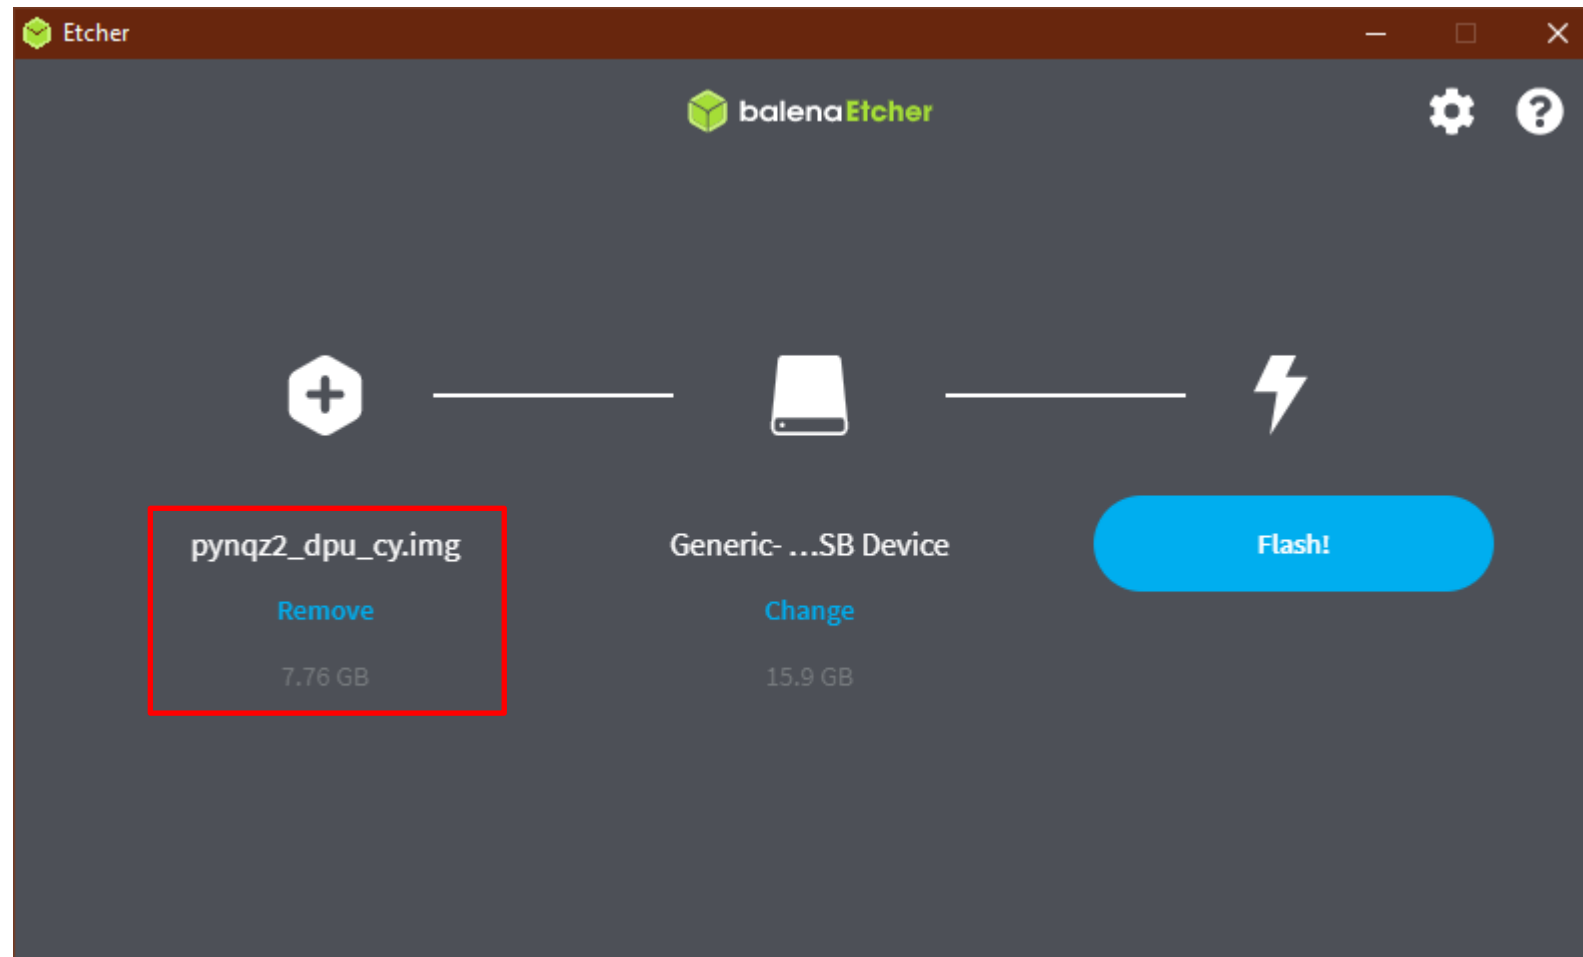 Etcher
balenaEtcher
pynqz2_dpu_cy.img
Generic- ...SB Device
Flash!
Remove
Change
7.76 GB
15.9 GB